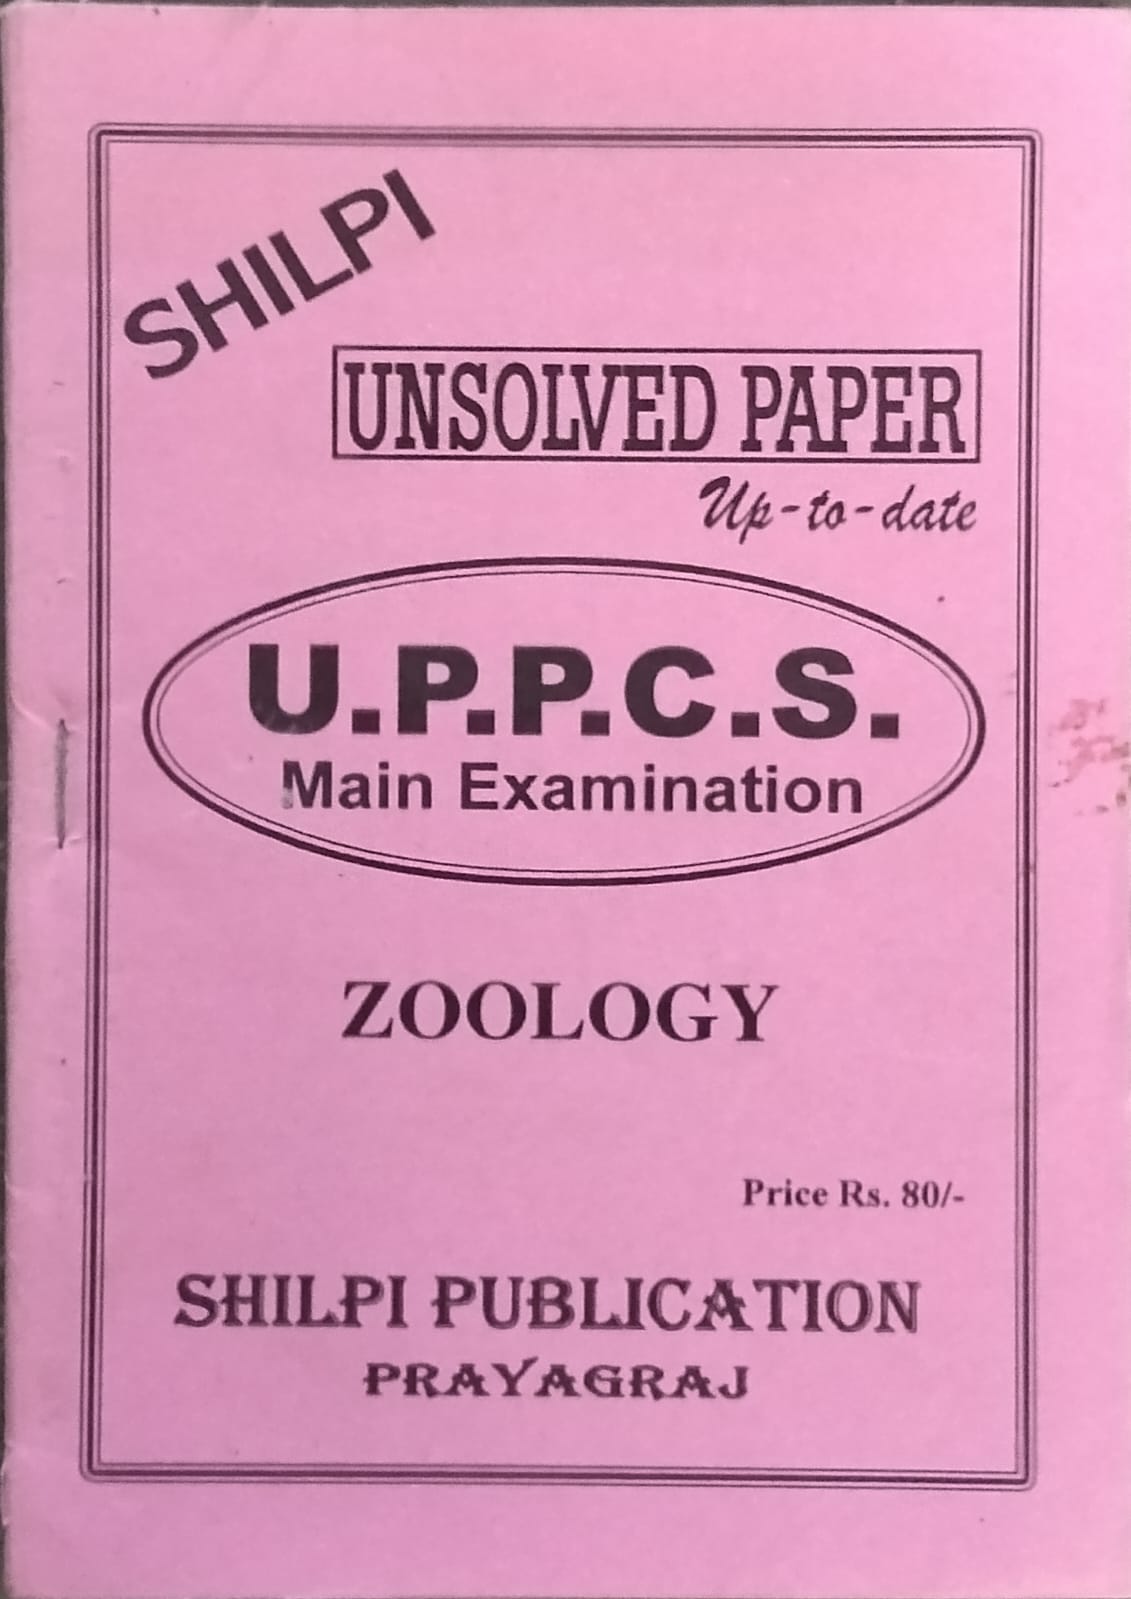 SHILPI
UNSOLVED PAPER
Up-to-date
U.P.P.C.S.
Main Examination
ZOOLOGY
Price Rs. 80/-
SHILPI PUBLICATION
PRAYAGRAJ